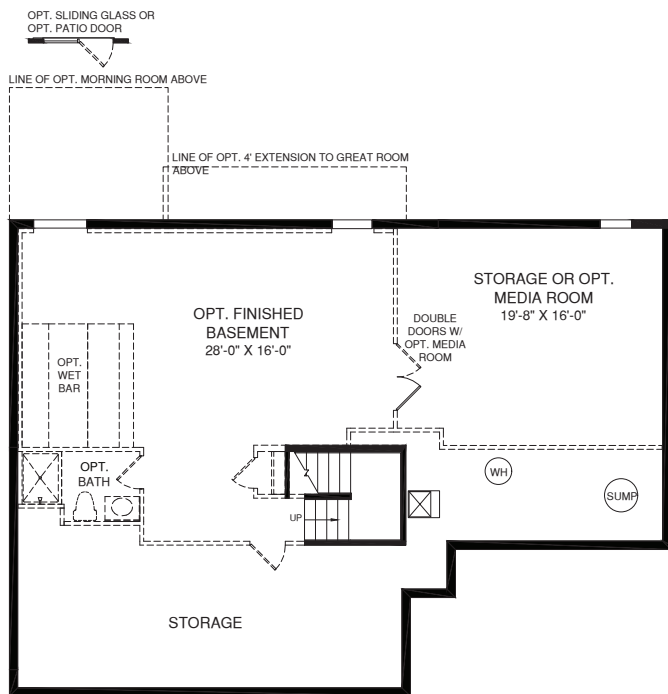 OPT. SLIDING GLASS OR
OPT. PATIO DOOR
LINE OF OPT. MORNING ROOM ABOVE
LINE OF OPT. 4' EXTENSION TO GREAT ROOM
ABOVE
OPT. FINISHED
BASEMENT
28'-0" X 16'-0"
STORAGE OR OPT.
MEDIA ROOM
19'-8" X 16'-0"
DOUBLE
DOORS W/
OPT. MEDIA
ROOM
OPT.
WET
BAR
OPT.
BATH
WH
SUMP
UP
STORAGE